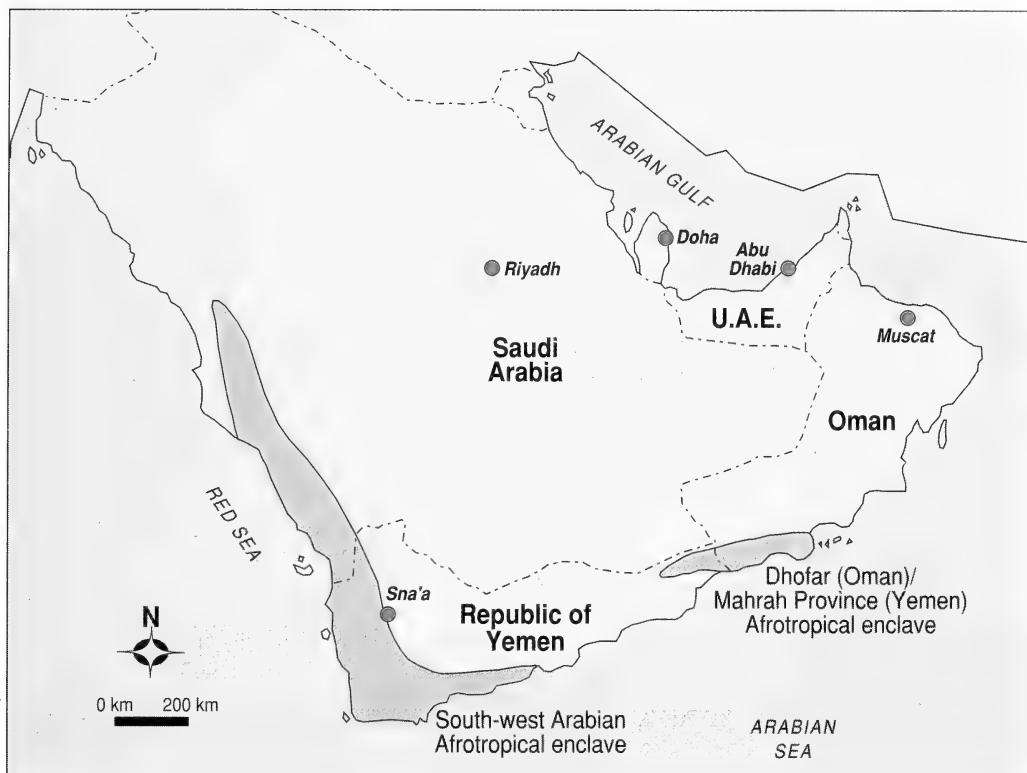 ARABIAN GULF
Doha
Abu
Dhabi
Riyadh
U.A.E.
Muscat
Saudi
Arabia
Oman
RED SEA
Dhofar (Oman)/
Mahrah Province (Yemen)
Afrotropical enclave
Sna'a
Republic of
Yemen
N
0 km 200 km
South-west Arabian
Afrotropical enclave
ARABIAN
SEA